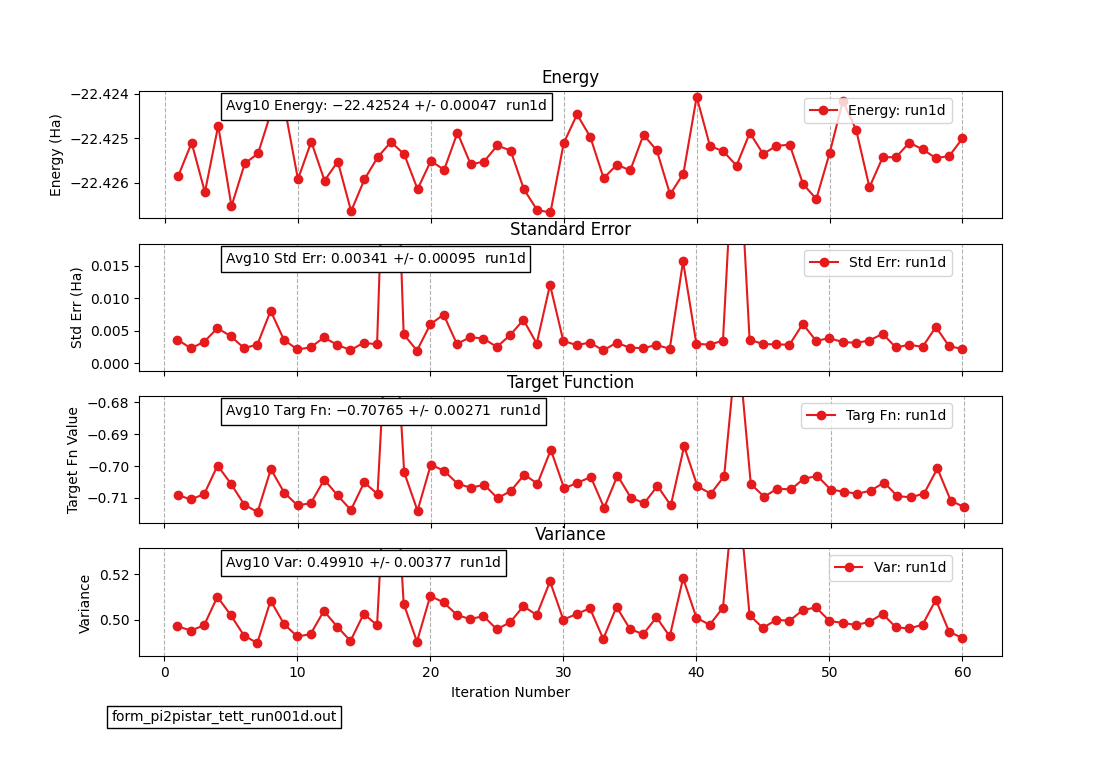 Energy
Energy (Ha)
−22.424
−22.425
−22.426
Avg10 Energy: −22.42524 +/- 0.00047  run1d
Energy: run1d
Standard Error
Std Err (Ha)
0.015
0.010
0.005
0.000
Avg10 Std Err: 0.00341 +/- 0.00095  run1d
Std Err: run1d
Target Function
Target Fn Value
−0.68
−0.69
−0.70
−0.71
Avg10 Targ Fn: −0.70765 +/- 0.00271  run1d
Targ Fn: run1d
Variance
Variance
0.52
0.50
Avg10 Var: 0.49910 +/- 0.00377  run1d
Var: run1d
0 10 20 30 40 50 60
Iteration Number
form_pi2pistar_tett_run001d.out